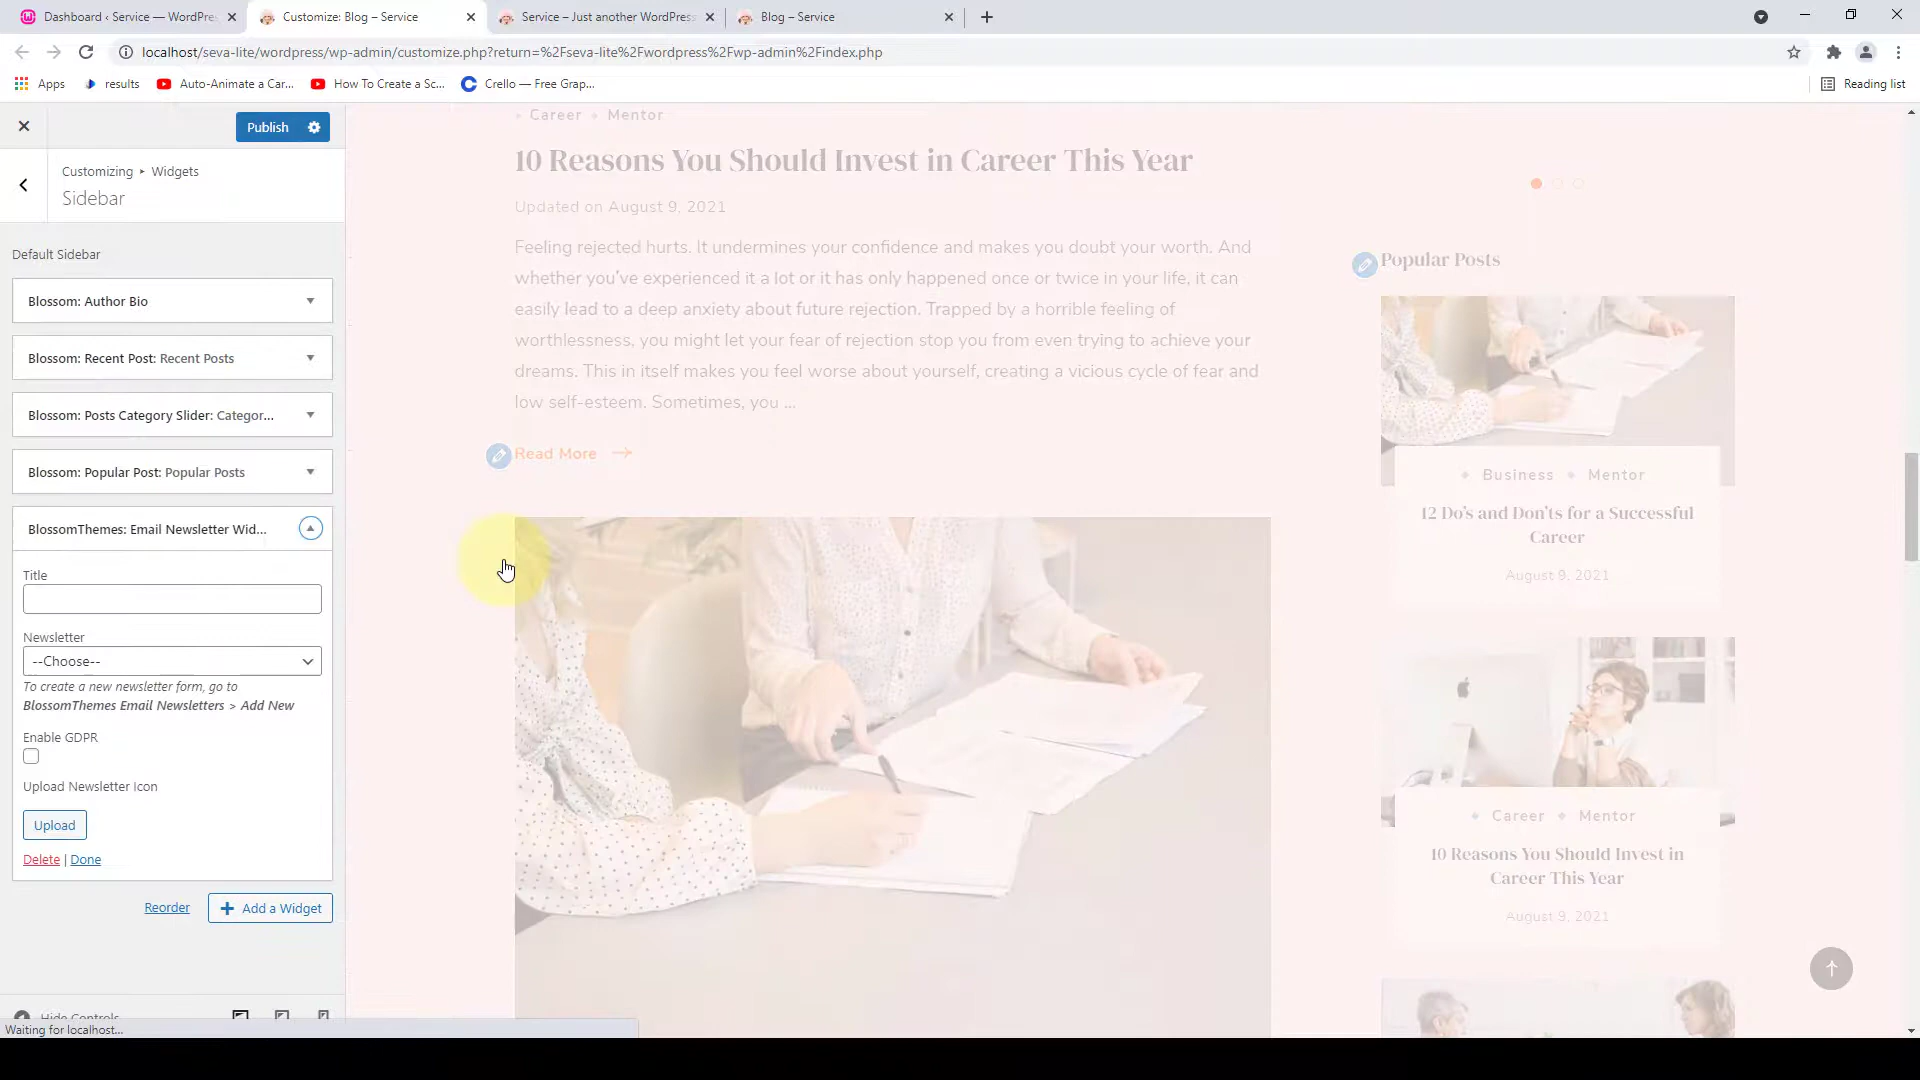 Dashboard ‹ Service — WordPre
Customize: Blog – Service
Service – Just another WordPress
Blog – Service
localhost/seva-lite/wordpress/wp-admin/customize.php?return=%2Fseva-lite%2Fwordpress%2Fwp-admin%2Findex.php
Apps
results
Auto-Animate a Car...
How To Create a Sc...
Crello — Free Grap...
Reading list
Publish
Customizing ▸ Widgets
Sidebar
Default Sidebar
Blossom: Author Bio
Blossom: Recent Post: Recent Posts
Blossom: Posts Category Slider: Categor...
Blossom: Popular Post: Popular Posts
BlossomThemes: Email Newsletter Wid...
Title
Newsletter
--Choose--
To create a new newsletter form, go to
BlossomThemes Email Newsletters > Add New
Enable GDPR
Upload Newsletter Icon
Upload
Delete | Done
Reorder
Add a Widget
Hide Controls
Waiting for localhost...
Career Mentor
10 Reasons You Should Invest in Career This Year
Updated on August 9, 2021
Feeling rejected hurts. It undermines your confidence and makes you doubt your worth. And
whether you've experienced it a lot or it has only happened once or twice in your life, it can
easily lead to a deep anxiety about future rejection. Trapped by a horrible feeling of
worthlessness, you might let your fear of rejection stop you from even trying to achieve your
dreams. This in itself makes you feel worse about yourself, creating a vicious cycle of fear and
low self-esteem. Sometimes, you ...
Read More
Popular Posts
Business Mentor
12 Do's and Don'ts for a Successful
Career
August 9, 2021
Career Mentor
10 Reasons You Should Invest in
Career This Year
August 9, 2021